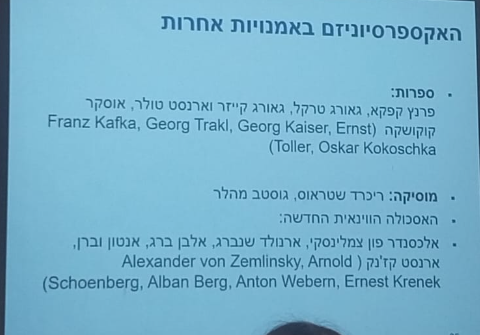 האקספרסיוניזם באמנויות אחרות
▪ ספרות:
פרנץ קפקא, גאורג טרקל, גאורג קייזר וארנסט טולר, אוסקר
קוקושקה (Franz Kafka, Georg Trakl, Georg Kaiser, Ernst
Toller, Oskar Kokoschka)
▪ מוסיקה: ריכרד שטראוס, גוסטב מהלר
▪ האסכולה הווינאית החדשה:
▪ אלכסנדר פון צמלינסקי, ארנולד שנברג, אלבן ברג, אנטון וברן,
ארנסט קז'נק ( Alexander von Zemlinsky, Arnold
Schoenberg, Alban Berg, Anton Webern, Ernest Krenek)